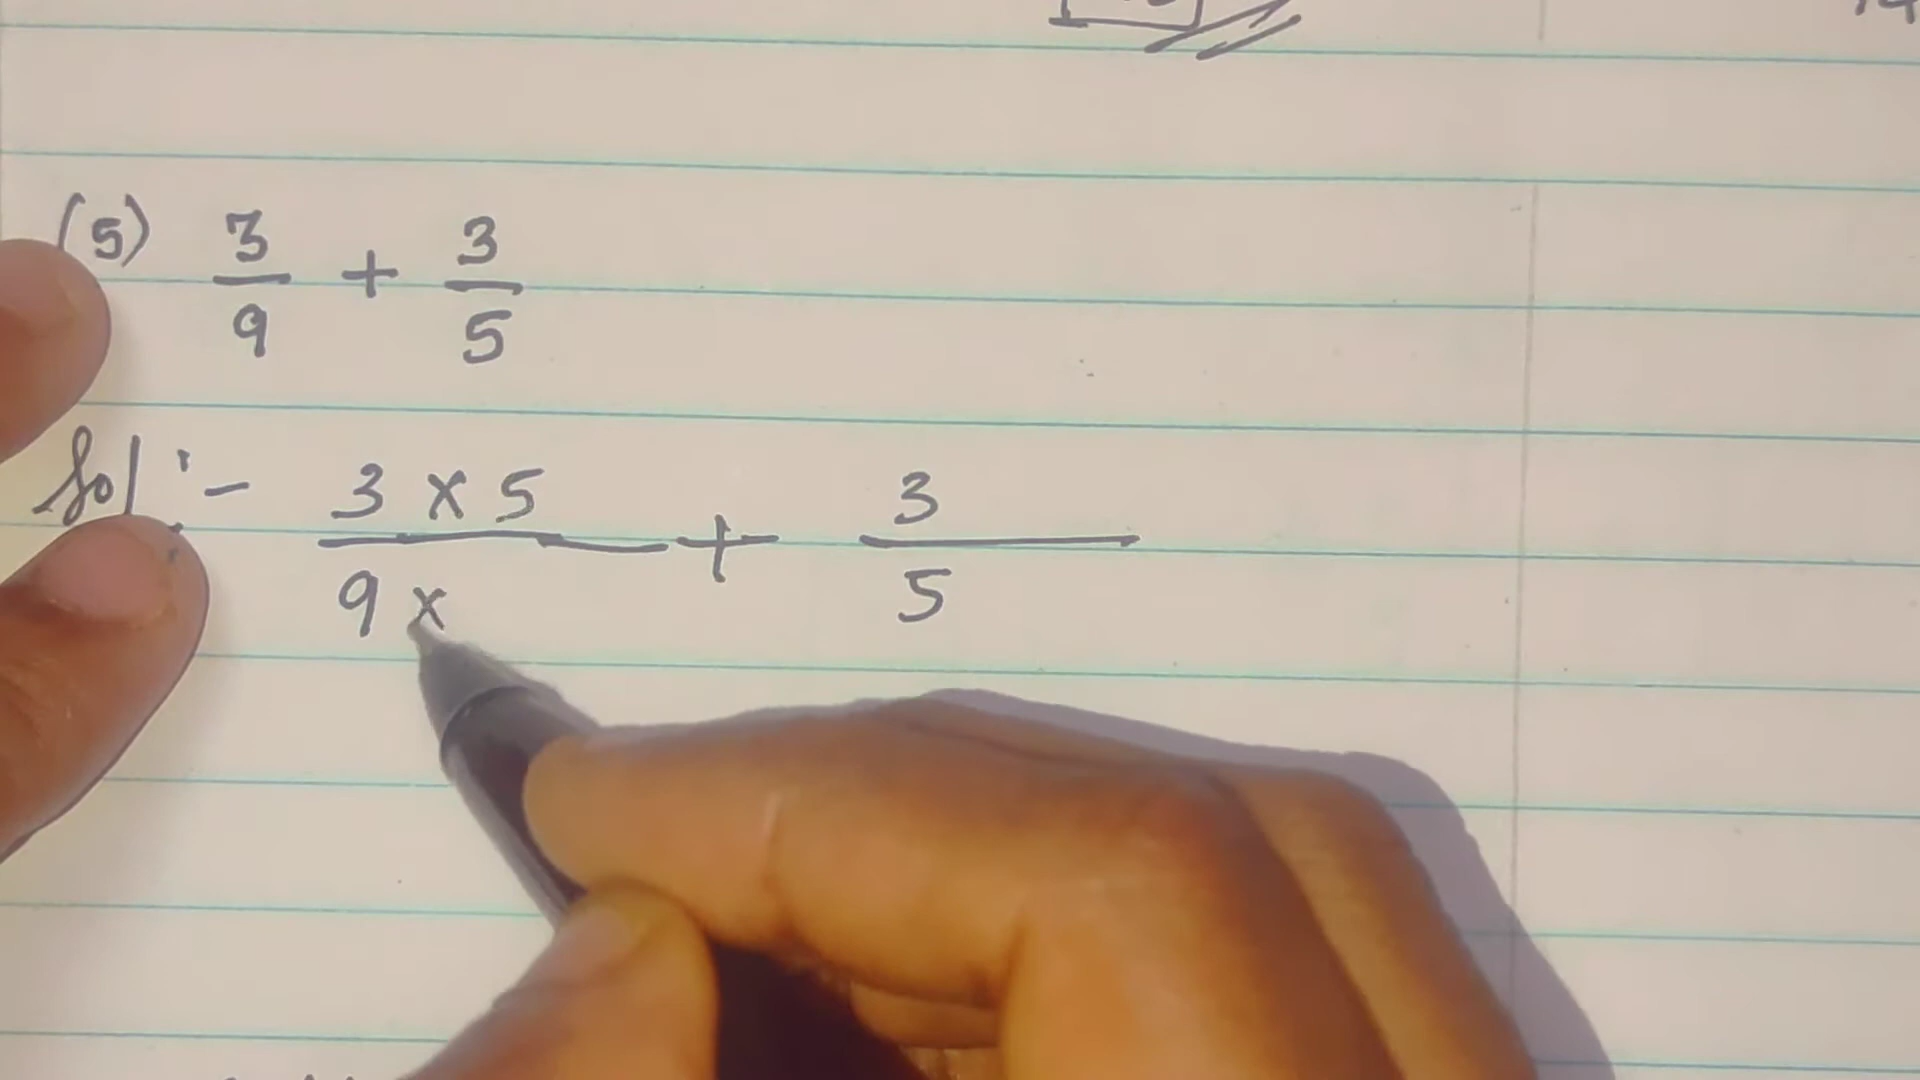 (5) 3/9 + 3/5
Sol :- 3 x 5 / 9 x + 3 / 5